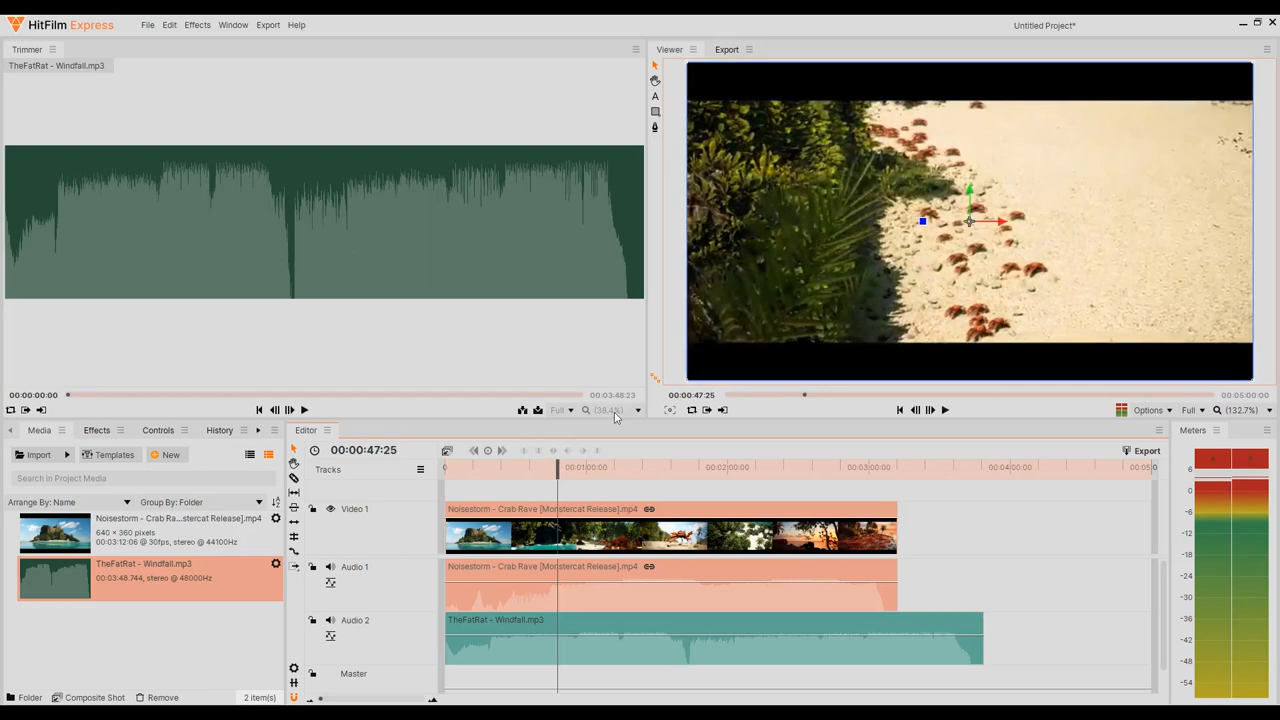 HitFilm Express
File Edit Effects Window Export Help
Untitled Project*
Trimmer
TheFatRat - Windfall.mp3
00:00:00:00
00:03:48:23
Full
(38.4%)
Viewer
Export
00:00:47:25
00:05:00:00
Options
Full
(132.7%)
Media Effects Controls History
Import
Templates
New
Search in Project Media
Arrange By: Name
Group By: Folder
Noisestorm - Crab Ra...stercat Release].mp4
640 × 360 pixels
00:03:12:06 @ 30fps, stereo @ 44100Hz
TheFatRat - Windfall.mp3
00:03:48.744, stereo @ 48000Hz
Folder
Composite Shot
Remove
2 item(s)
Editor
00:00:47:25
Export
Tracks
0
00:01:00:00
00:02:00:00
00:03:00:00
00:04:00:00
00:05:0
Video 1
Noisestorm - Crab Rave [Monstercat Release].mp4
Audio 1
Noisestorm - Crab Rave [Monstercat Release].mp4
Audio 2
TheFatRat - Windfall.mp3
Master
Meters
6
0
-6
-12
-18
-24
-30
-36
-42
-48
-54